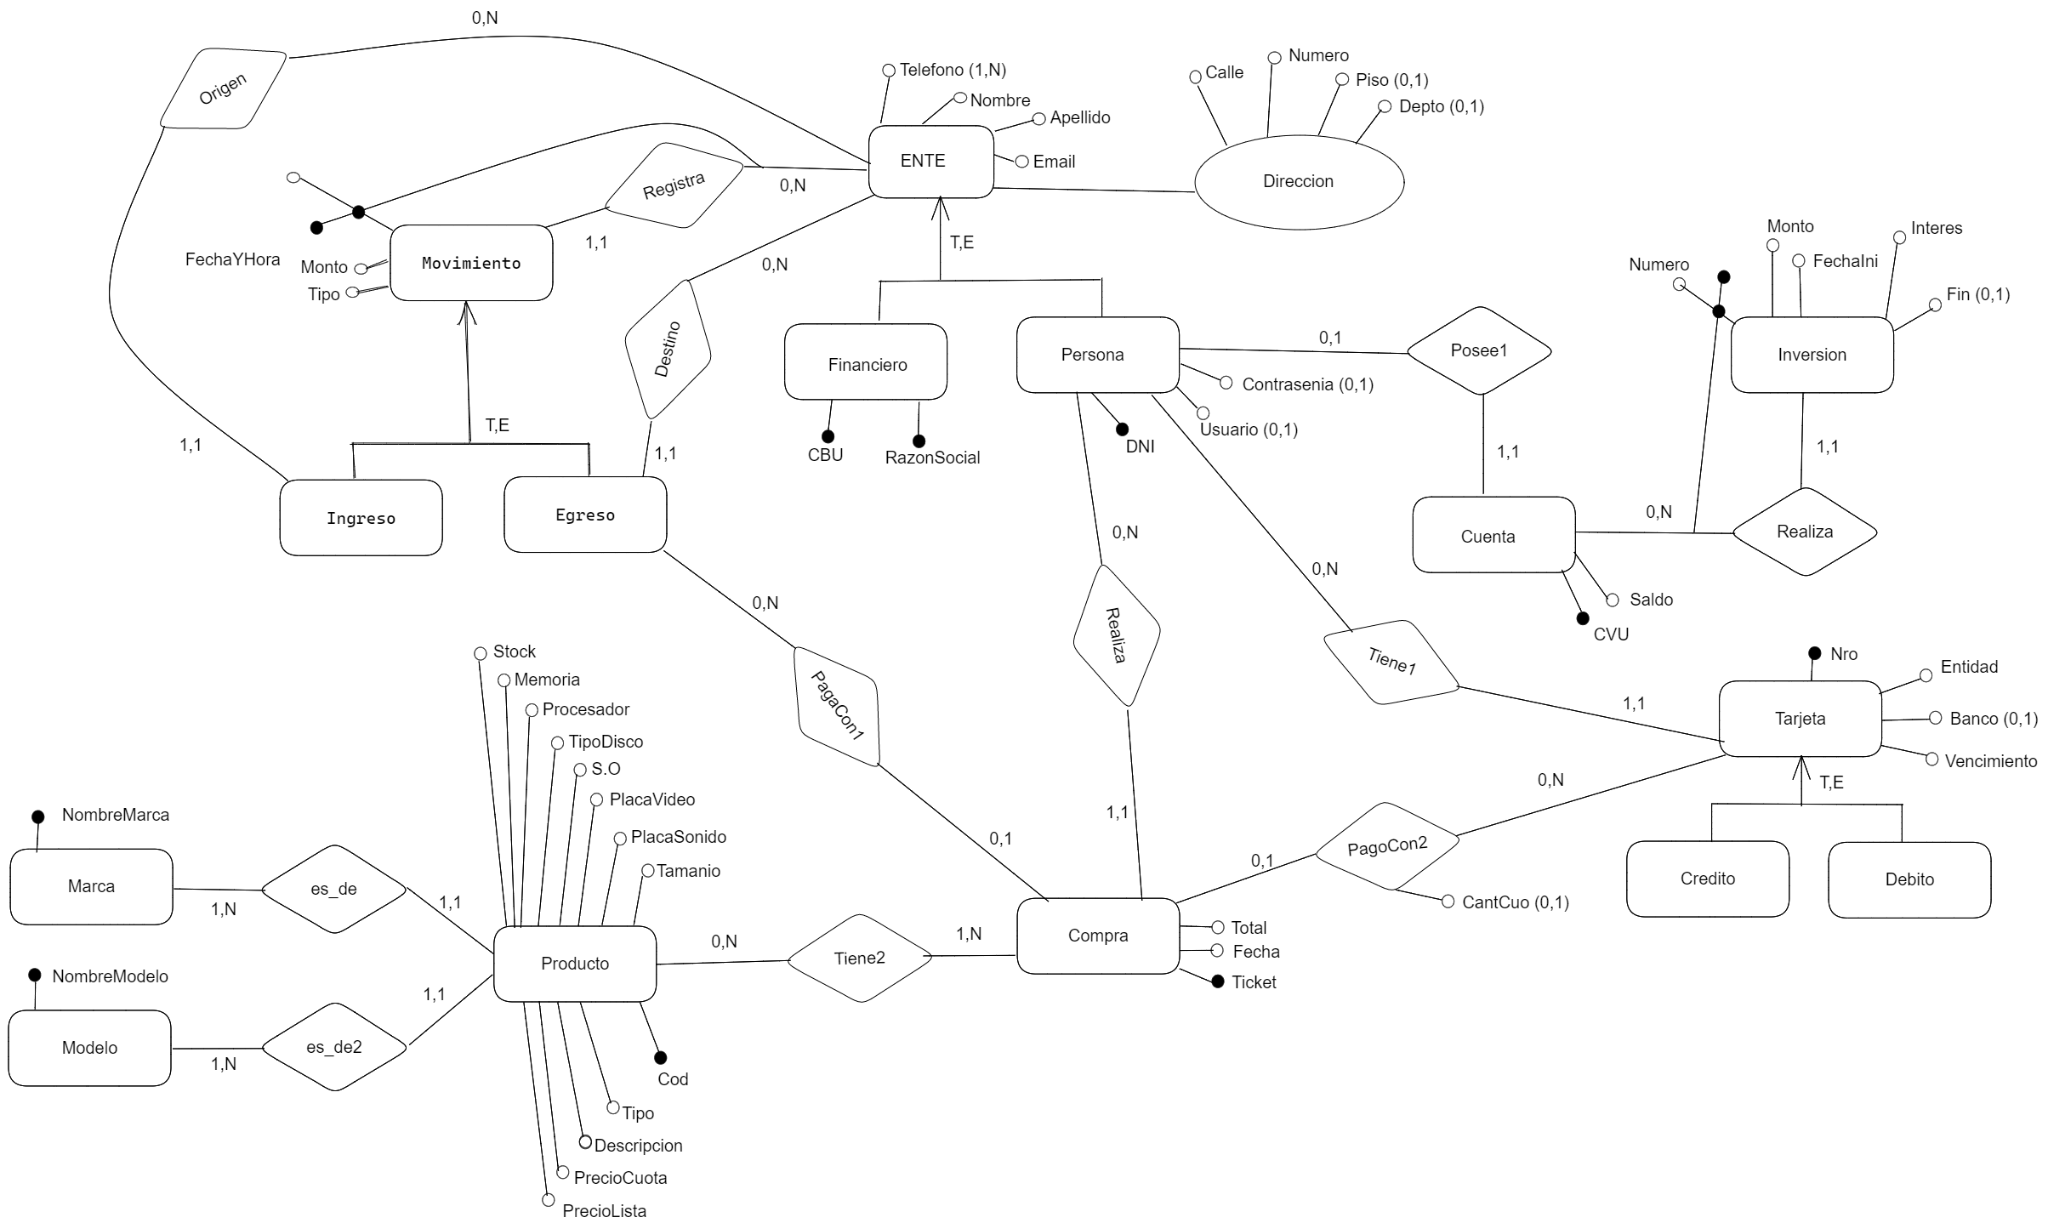 0,N
Origen
Telefono (1,N)
Nombre
Apellido
Email
ENTE
Calle
Numero
Piso (0,1)
Depto (0,1)
Direccion
Registra
0,N
1,1
FechaYHora
Monto
Tipo
Movimiento
T,E
0,N
Destino
1,1
1,1
T,E
Ingreso
Egreso
Financiero
CBU
RazonSocial
Persona
Contrasenia (0,1)
Usuario (0,1)
DNI
0,1
Posee1
1,1
Numero
Monto
FechaIni
Interes
Fin (0,1)
Inversion
1,1
0,N
Realiza
Cuenta
Saldo
CVU
0,N
Realiza
0,N
Tiene1
1,1
Nro
Entidad
Banco (0,1)
Vencimiento
Tarjeta
T,E
Credito
Debito
0,N
PagaCon1
0,1
1,1
0,N
PagoCon2
0,1
CantCuo (0,1)
Stock
Memoria
Procesador
TipoDisco
S.O
PlacaVideo
PlacaSonido
Tamanio
NombreMarca
Marca
1,N
es_de
1,1
NombreModelo
Modelo
1,N
es_de2
1,1
Producto
0,N
Tiene2
1,N
Compra
Total
Fecha
Ticket
Cod
Tipo
Descripcion
PrecioCuota
PrecioLista